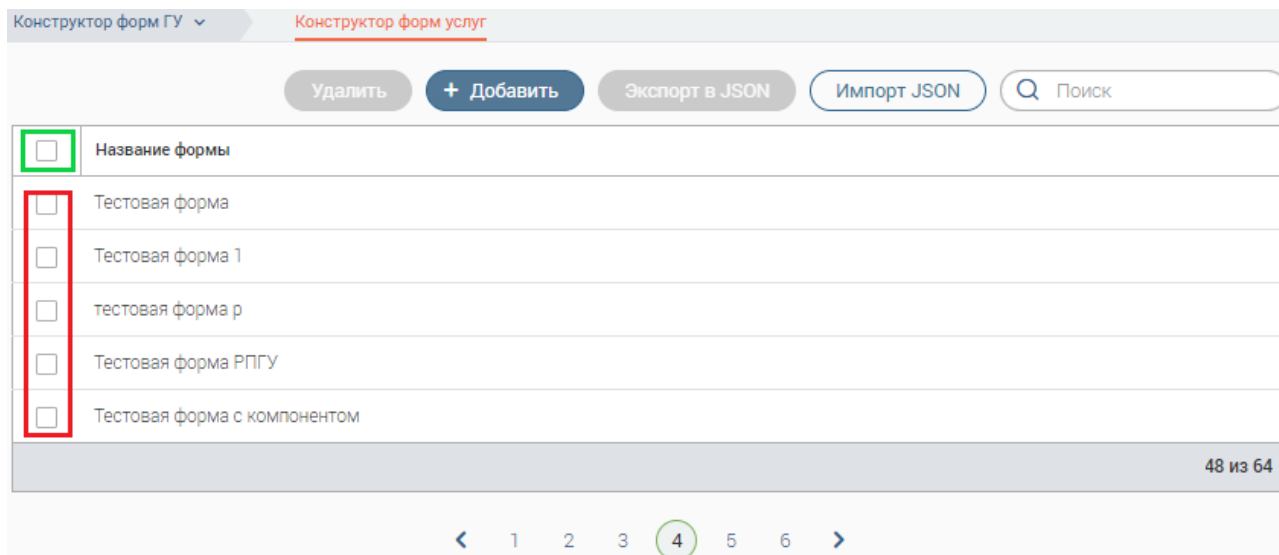 Конструктор форм ГУ Конструктор форм услуг
Удалить + Добавить Экспорт в JSON Импорт JSON Поиск
Название формы
Тестовая форма
Тестовая форма 1
тестовая форма р
Тестовая форма РПГУ
Тестовая форма с компонентом
48 из 64
1 2 3 4 5 6